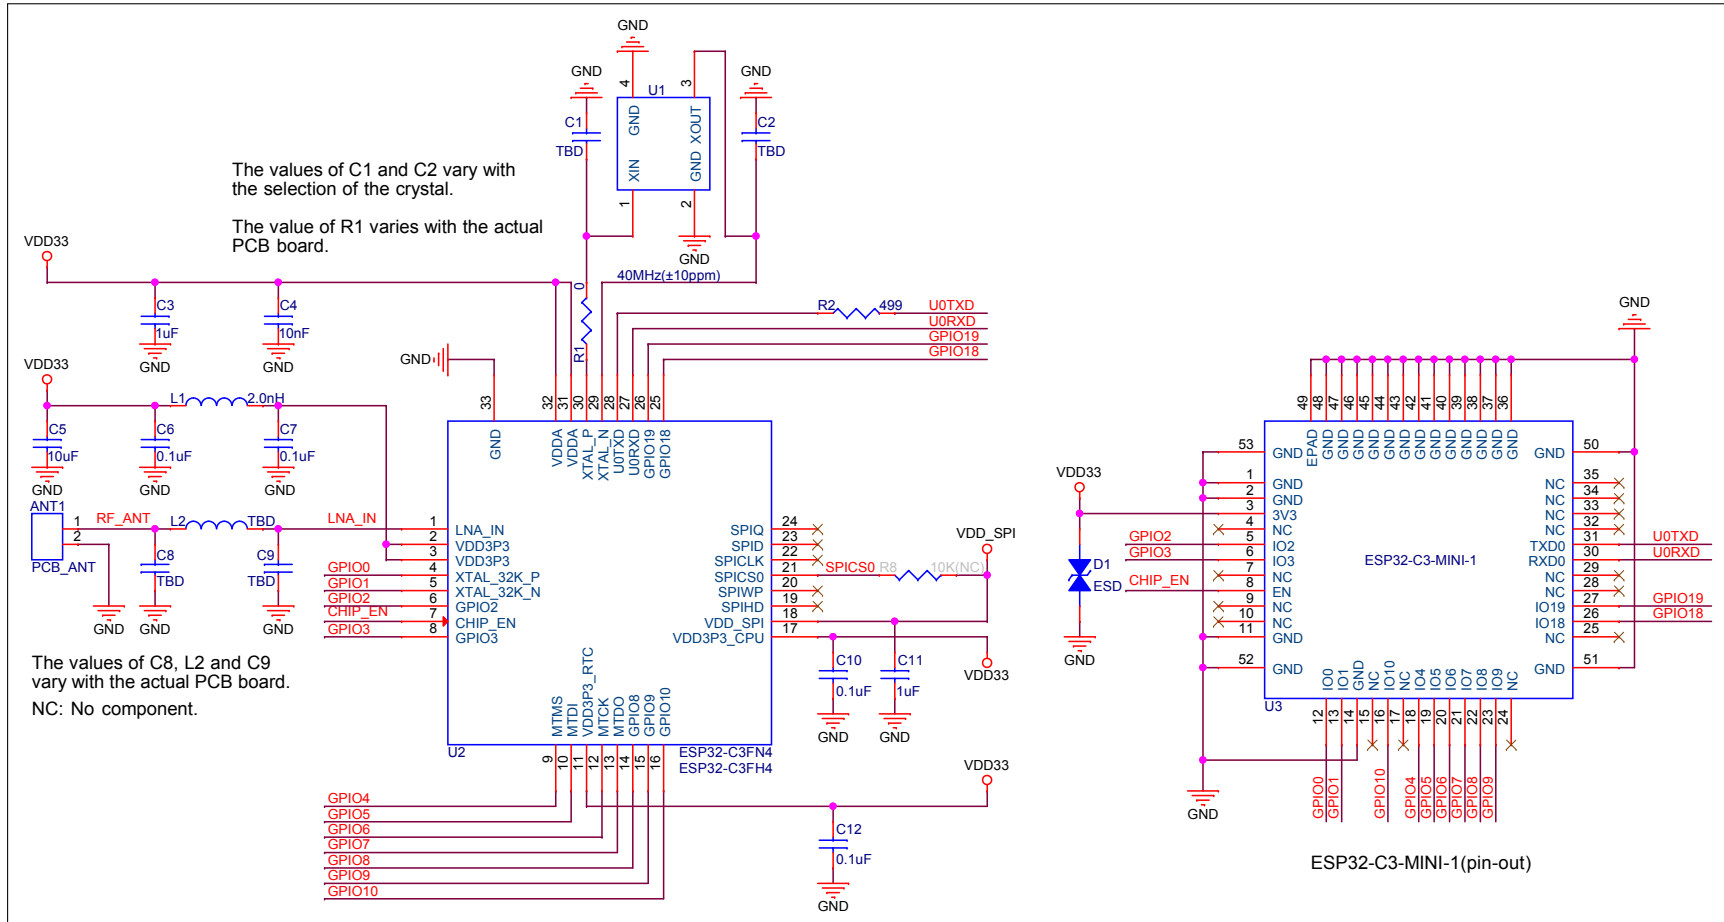 GND
GND
GND
4
3
U1
C1
TBD
GND
XOUT
C2
TBD
XIN
GND
1
2
GND
The values of C1 and C2 vary with
the selection of the crystal.
The value of R1 varies with the actual
PCB board.
40MHz(±10ppm)
VDD33
C3
1uF
GND
C4
10nF
GND
0
R1
R2
499
U0TXD
U0RXD
GPIO19
GPIO18
GND
VDD33
L1
2.0nH
C5
10uF
GND
C6
0.1uF
GND
C7
0.1uF
GND
33
32
31
30
29
28
27
26
25
GND
VDDA
VDDA
XTAL_P
XTAL_N
U0TXD
U0RXD
GPIO19
GPIO18
ANT1
1
2
PCB_ANT
RF_ANT
L2
TBD
LNA_IN
C8
TBD
C9
TBD
GND
GND
GND
GPIO0
GPIO1
GPIO2
CHIP_EN
GPIO3
1
2
3
4
5
6
7
8
LNA_IN
VDD3P3
VDD3P3
XTAL_32K_P
XTAL_32K_N
GPIO2
CHIP_EN
GPIO3
SPIQ
SPID
SPICLK
SPICS0
SPIWP
SPIHD
VDD_SPI
VDD3P3_CPU
24
23
22
21
20
19
18
17
SPICS0
R8
10K(NC)
VDD_SPI
C10
0.1uF
GND
C11
1uF
GND
VDD33
The values of C8, L2 and C9
vary with the actual PCB board.
NC: No component.
MTMS
MTDI
VDD3P3_RTC
MTCK
MTDO
GPIO8
GPIO9
GPIO10
U2
ESP32-C3FN4
ESP32-C3FH4
9
10
11
12
13
14
15
16
GPIO4
GPIO5
GPIO6
GPIO7
GPIO8
GPIO9
GPIO10
VDD33
C12
0.1uF
GND
GND
49
48
47
46
45
44
43
42
41
40
39
38
37
36
EPAD
GND
GND
GND
GND
GND
GND
GND
GND
GND
GND
GND
GND
GND
53
1
2
3
4
5
6
7
8
9
10
11
52
GND
GND
GND
3V3
NC
IO2
IO3
NC
EN
NC
NC
GND
GND
VDD33
GPIO2
GPIO3
CHIP_EN
D1
ESD
GND
ESP32-C3-MINI-1
GND
NC
NC
NC
NC
TXD0
RXD0
NC
NC
IO19
IO18
NC
GND
50
35
34
33
32
31
30
29
28
27
26
25
51
U0TXD
U0RXD
GPIO19
GPIO18
IO0
IO1
GND
NC
IO10
NC
IO4
IO5
IO6
IO7
IO8
IO9
NC
U3
12
13
14
15
16
17
18
19
20
21
22
23
24
GND
GPIO0
GPIO1
GPIO10
GPIO4
GPIO5
GPIO6
GPIO7
GPIO8
GPIO9
ESP32-C3-MINI-1(pin-out)